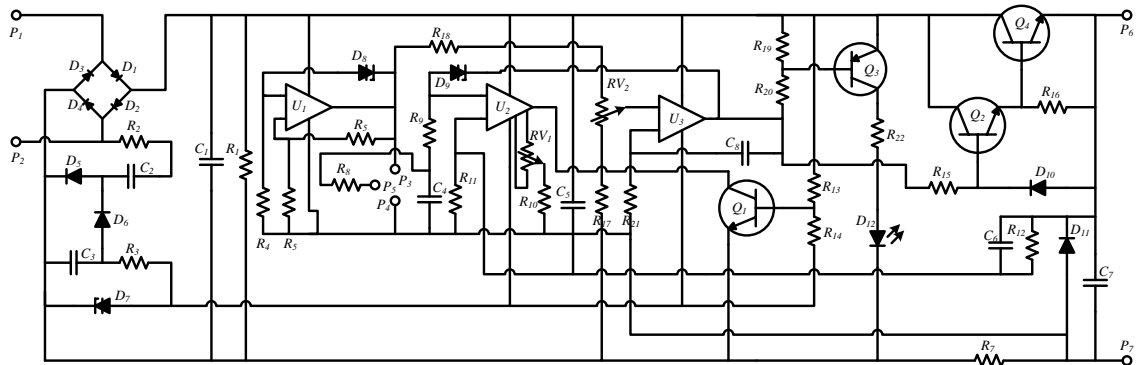 P1
D3
D1
D4
D2
P2
R2
D5
C2
D6
C3
R3
D7
C1
R1
R4
R5
U1
D8
R5
R8
P3
P5
P4
R18
D9
R9
C4
R11
U2
RV1
R10
C5
RV2
R17
U3
R21
C8
Q1
R19
R20
R13
R14
Q3
R22
D12
Q4
P6
Q2
R16
R15
D10
C6
R12
D11
C7
R7
P7